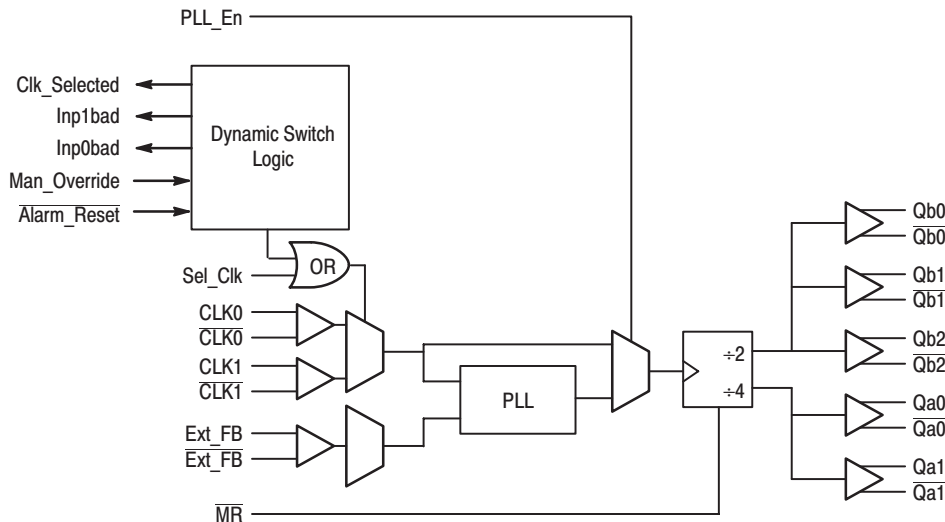 PLL_En
Clk_Selected
Inp1bad
Inp0bad
Man_Override
Alarm_Reset
Dynamic Switch
Logic
OR
Sel_Clk
CLK0
CLK0
CLK1
CLK1
PLL
Ext_FB
Ext_FB
MR
÷2
÷4
Qb0
Qb0
Qb1
Qb1
Qb2
Qb2
Qa0
Qa0
Qa1
Qa1